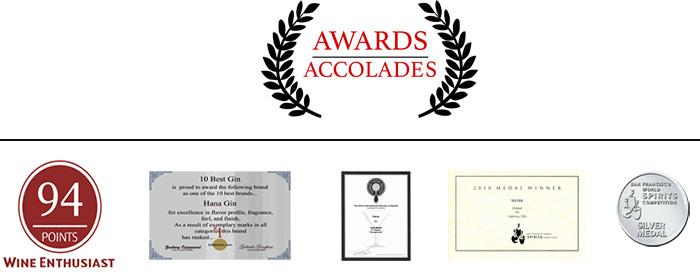 AWARDS
ACCOLADES
94
POINTS
WINE ENTHUSIAST
10 Best Gin
is proud to award the following brand
as one of the 10 best brands...
Hana Gin
for excellence in flavor profile, fragrance,
feel, and finish.
As a result of exemplary marks in all
categories this brand
has ranked...
2010 MEDAL WINNER
SILVER
SPIRITS
SAN FRANCISCO
WORLD
SPIRITS
COMPETITION
SILVER
MEDAL